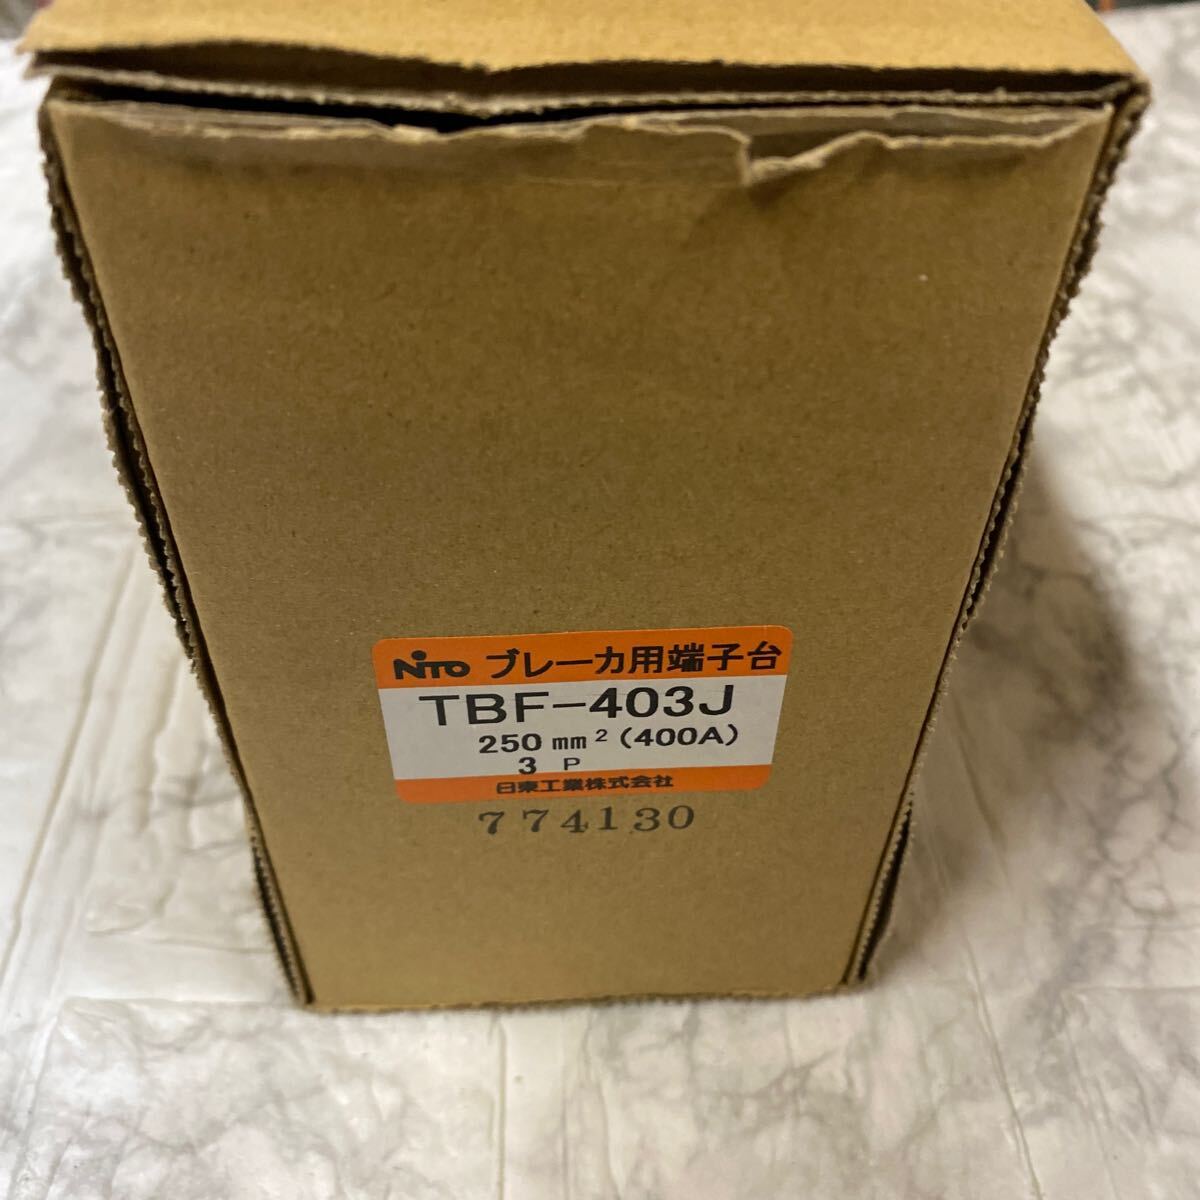 NITO ブレーカ用端子台
TBF-403J
250 mm² (400A)
3 P
日東工業株式会社
774130